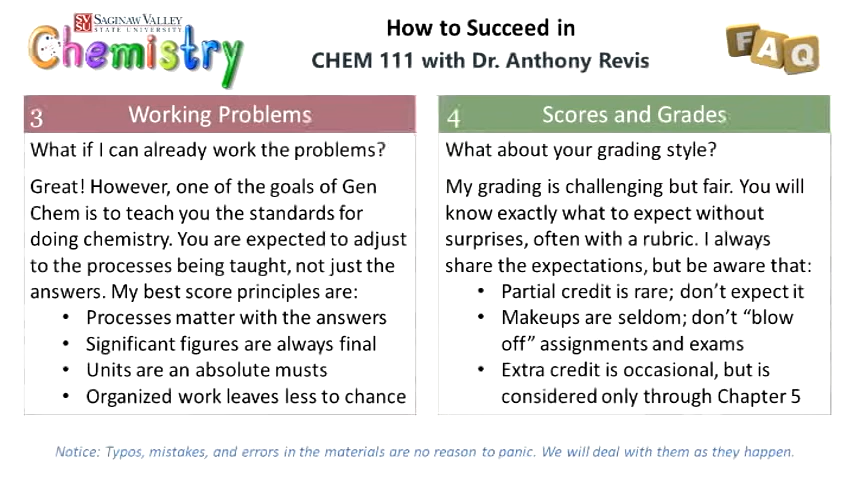 SVSU SAGINAW VALLEY
STATE UNIVERSITY
Chemistry
How to Succeed in
CHEM 111 with Dr. Anthony Revis
FAQ
3 Working Problems
What if I can already work the problems?
Great! However, one of the goals of Gen
Chem is to teach you the standards for
doing chemistry. You are expected to adjust
to the processes being taught, not just the
answers. My best score principles are:
• Processes matter with the answers
• Significant figures are always final
• Units are an absolute musts
• Organized work leaves less to chance
4 Scores and Grades
What about your grading style?
My grading is challenging but fair. You will
know exactly what to expect without
surprises, often with a rubric. I always
share the expectations, but be aware that:
• Partial credit is rare; don’t expect it
• Makeups are seldom; don’t “blow
off” assignments and exams
• Extra credit is occasional, but is
considered only through Chapter 5
Notice: Typos, mistakes, and errors in the materials are no reason to panic. We will deal with them as they happen.